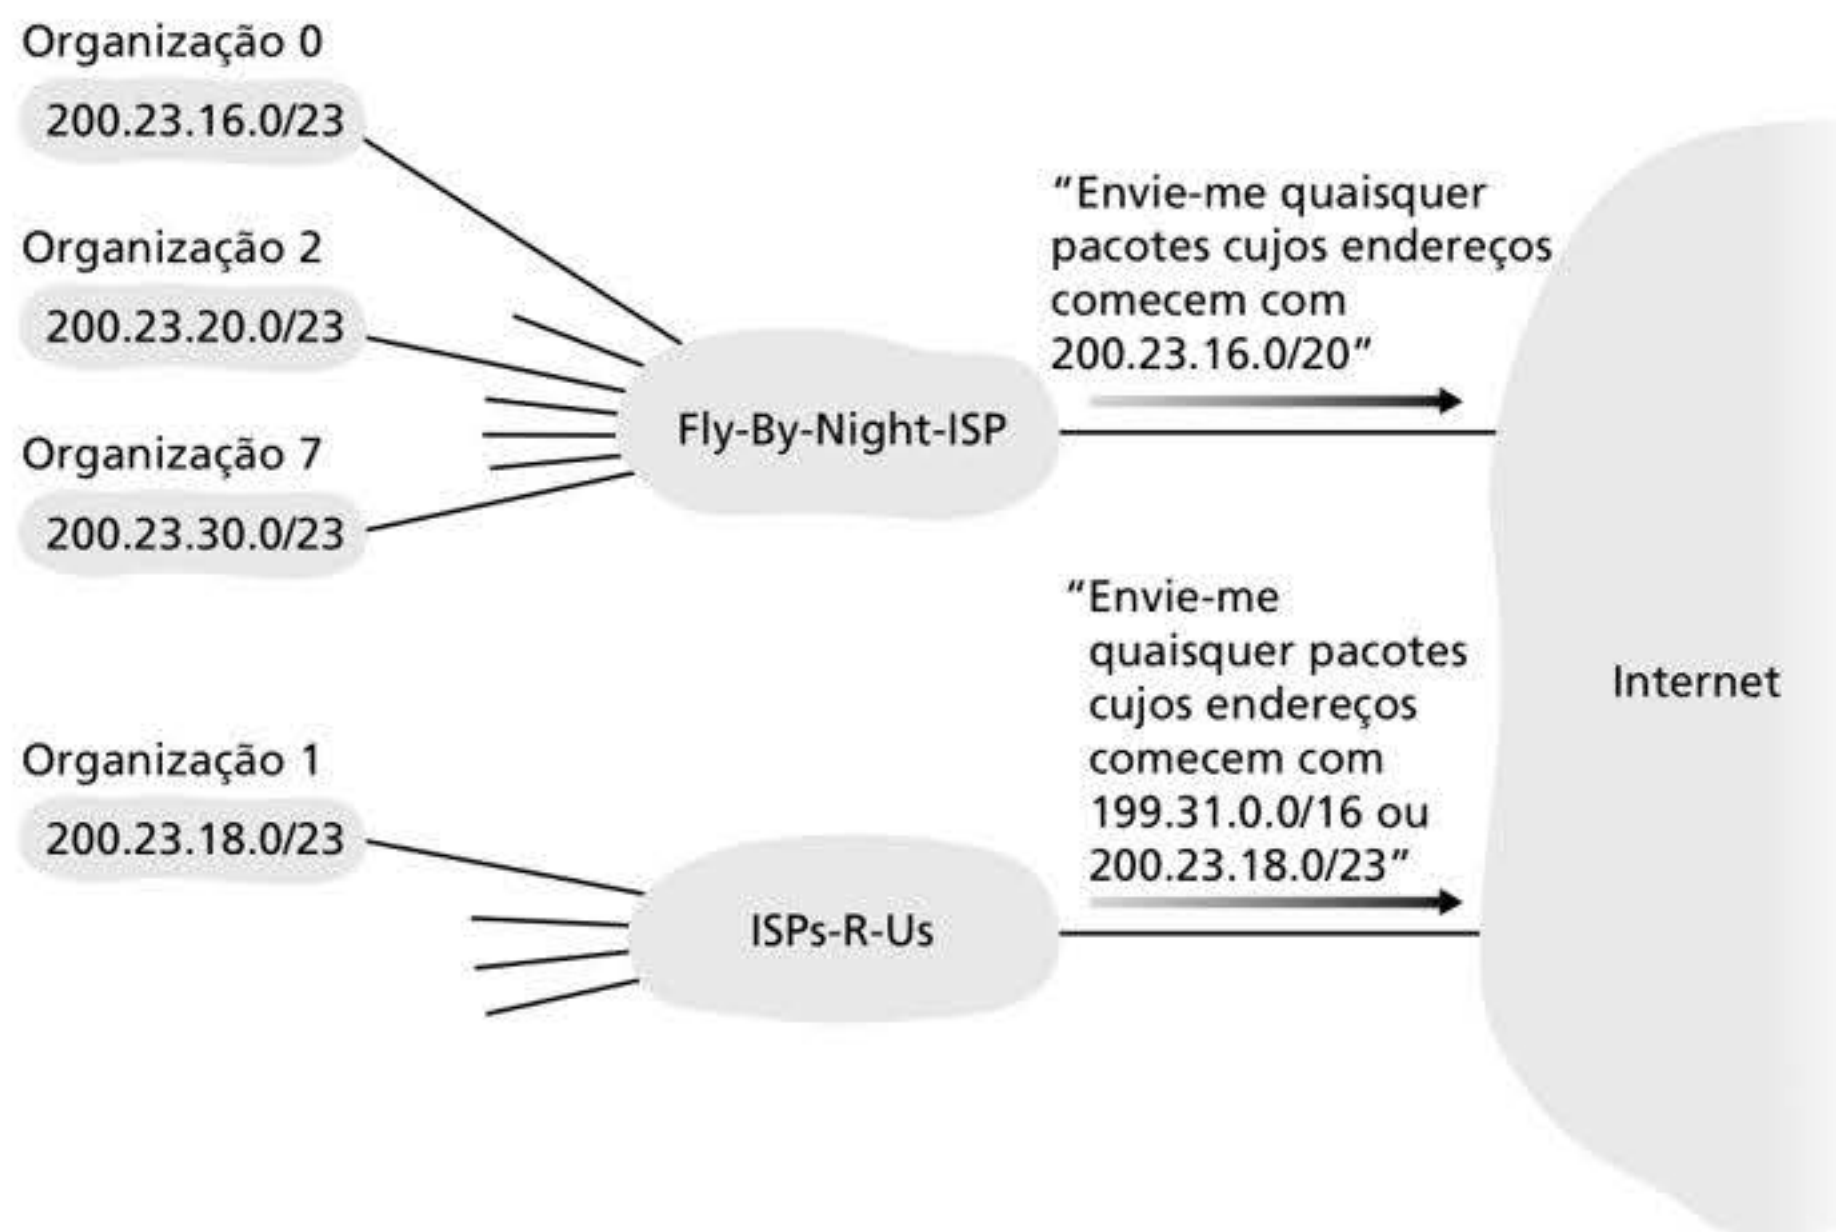 Organização 0
200.23.16.0/23
Organização 2
200.23.20.0/23
Organização 7
200.23.30.0/23
Organização 1
200.23.18.0/23
Fly-By-Night-ISP
ISPs-R-Us
“Envie-me quaisquer
pacotes cujos endereços
comecem com
200.23.16.0/20”
“Envie-me
quaisquer pacotes
cujos endereços
comecem com
199.31.0.0/16 ou
200.23.18.0/23”
Internet